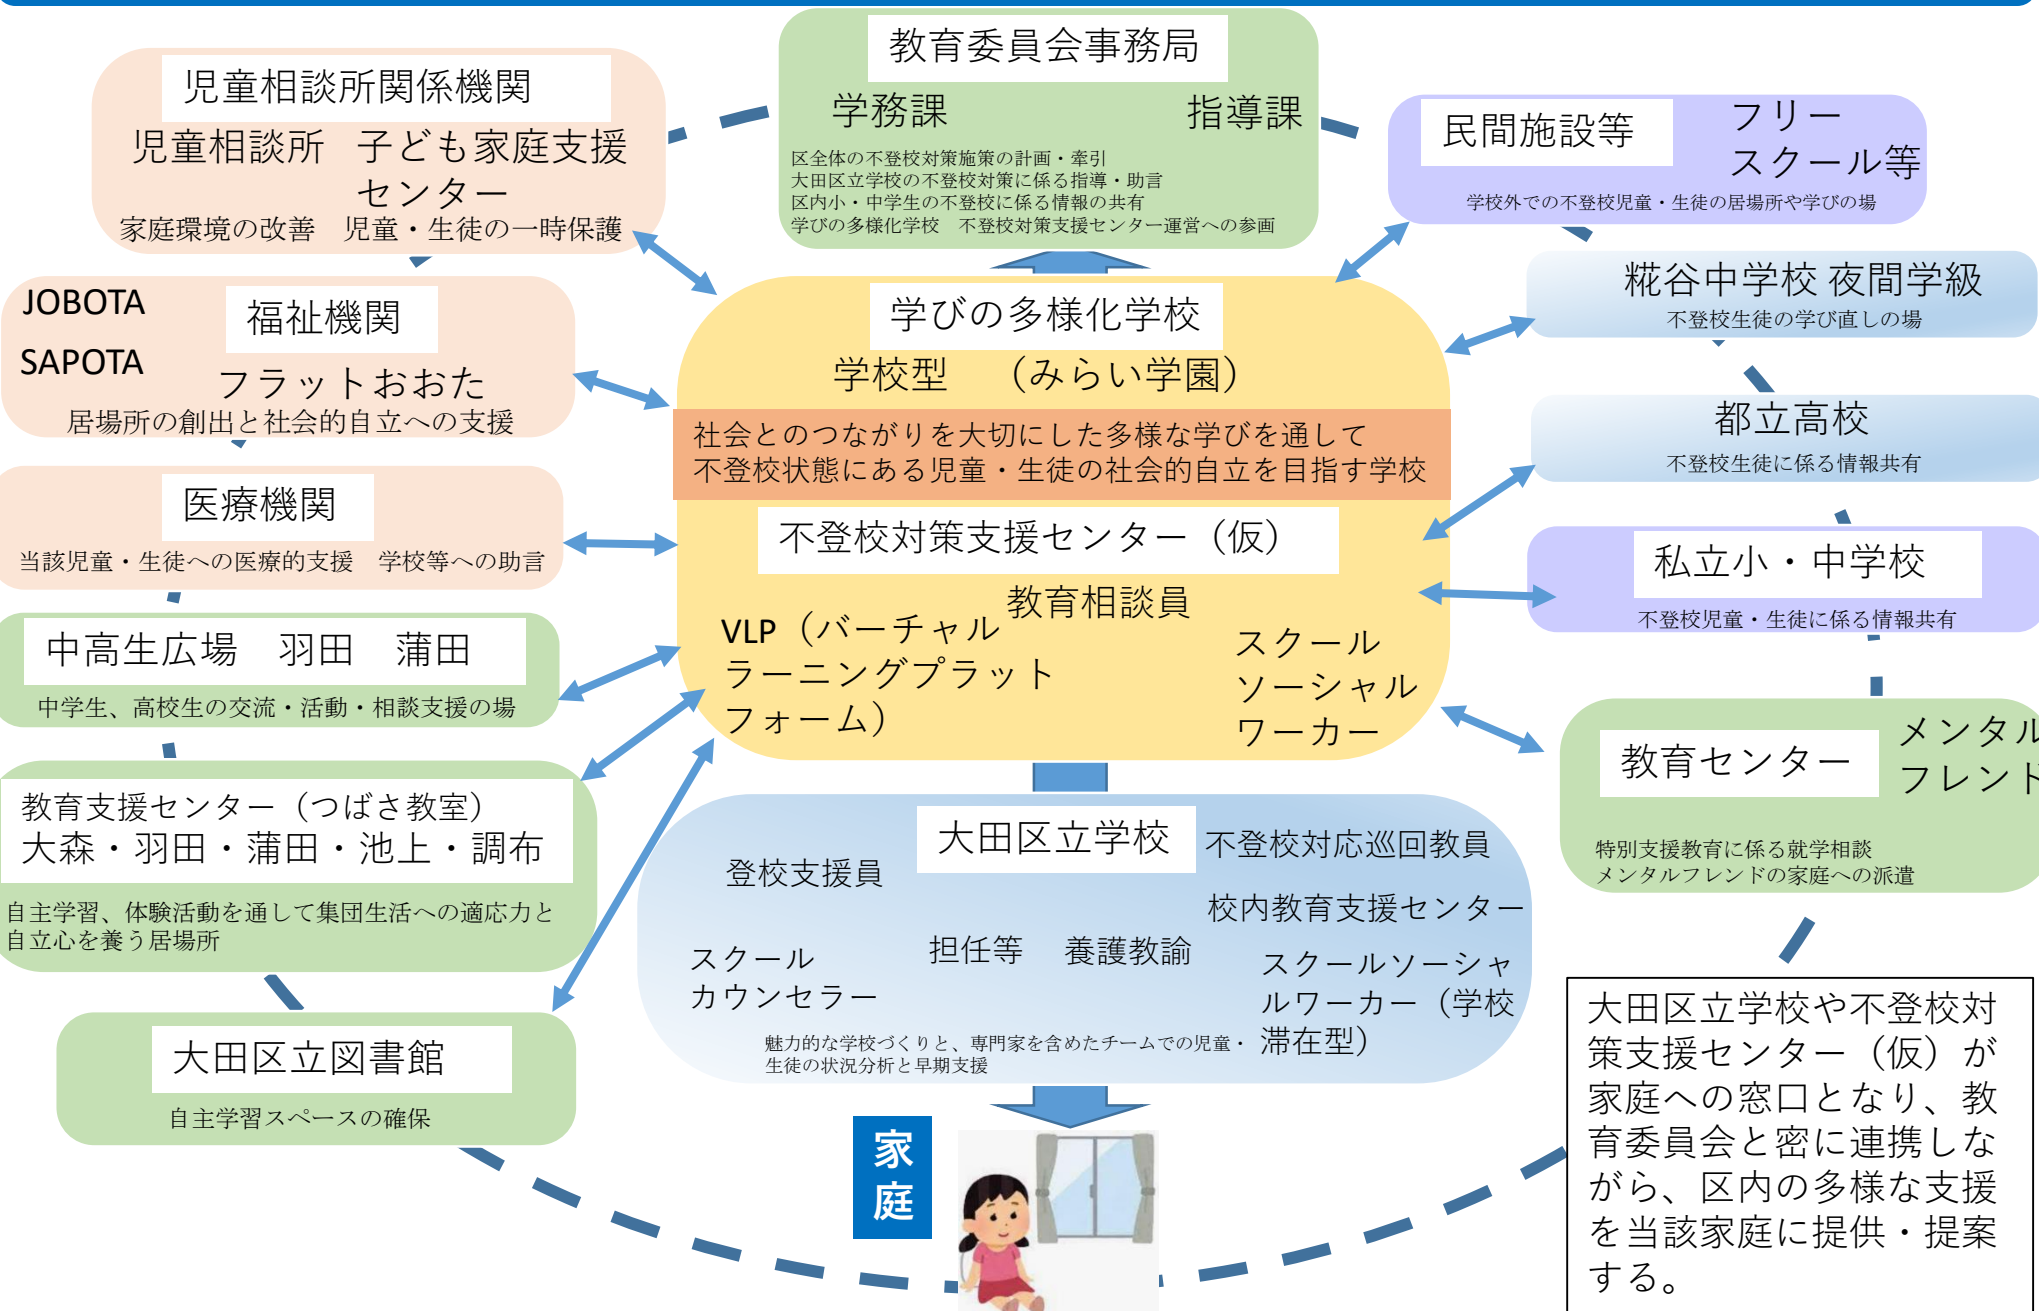 教育委員会事務局
学務課 指導課
区全体の不登校対策施策の計画・牽引
大田区立学校の不登校対策に係る指導・助言
区内小・中学生の不登校に係る情報の共有
学びの多様化学校 不登校対策支援センター運営への参画
児童相談所関係機関
児童相談所 子ども家庭支援
センター
家庭環境の改善 児童・生徒の一時保護
民間施設等
フリー
スクール等
学校外での不登校児童・生徒の居場所や学びの場
JOBOTA
SAPOTA
福祉機関
フラットおおた
居場所の創出と社会的自立への支援
学びの多様化学校
学校型 （みらい学園）
社会とのつながりを大切にした多様な学びを通して
不登校状態にある児童・生徒の社会的自立を目指す学校
糀谷中学校 夜間学級
不登校生徒の学び直しの場
都立高校
不登校生徒に係る情報共有
医療機関
当該児童・生徒への医療的支援 学校等への助言
不登校対策支援センター（仮）
教育相談員
VLP（バーチャル
ラーニングプラット
フォーム）
スクール
ソーシャル
ワーカー
私立小・中学校
不登校児童・生徒に係る情報共有
中高生広場 羽田 蒲田
中学生、高校生の交流・活動・相談支援の場
教育センター
メンタル
フレンド
特別支援教育に係る就学相談
メンタルフレンドの家庭への派遣
教育支援センター（つばさ教室）
大森・羽田・蒲田・池上・調布
自主学習、体験活動を通して集団生活への適応力と
自立心を養う居場所
大田区立学校
不登校対応巡回教員
登校支援員
校内教育支援センター
担任等 養護教諭
スクール
カウンセラー
スクールソーシャ
ルワーカー（学校
滞在型）
魅力的な学校づくりと、専門家を含めたチームでの児童・
生徒の状況分析と早期支援
大田区立図書館
自主学習スペースの確保
家
庭
大田区立学校や不登校対
策支援センター（仮）が
家庭への窓口となり、教
育委員会と密に連携しな
がら、区内の多様な支援
を当該家庭に提供・提案
する。